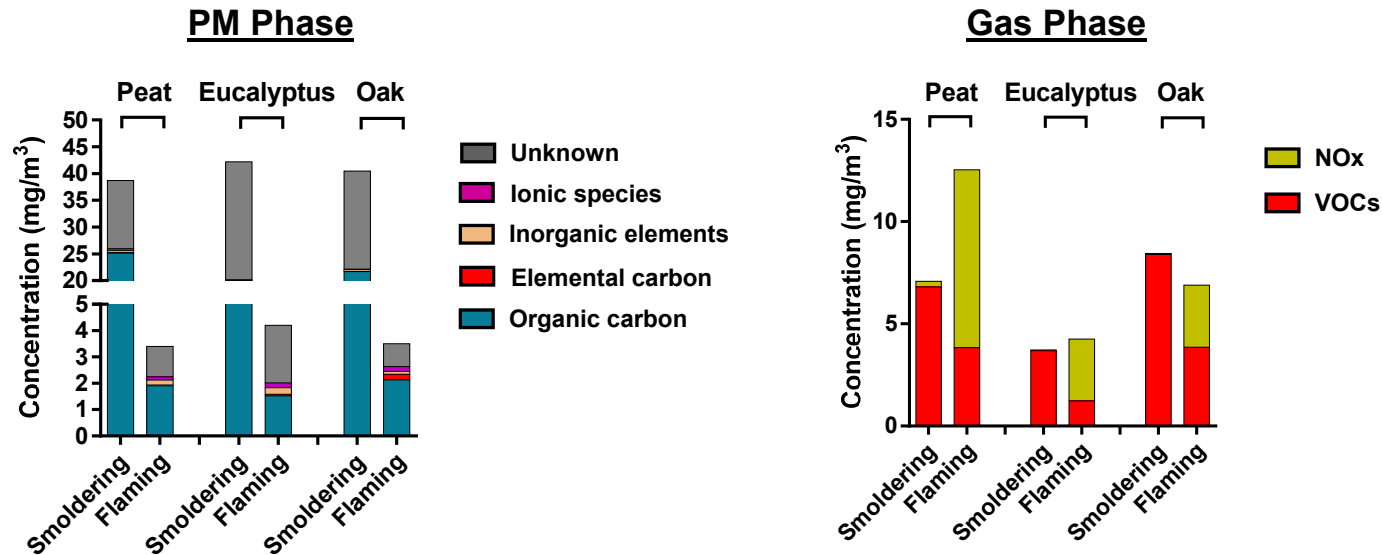 PM Phase
Peat Eucalyptus Oak
Concentration (mg/m³)
50
45
40
35
30
25
20
5
4
3
2
1
0
Smoldering
Flaming
Smoldering
Flaming
Smoldering
Flaming
Unknown
Ionic species
Inorganic elements
Elemental carbon
Organic carbon
Gas Phase
Peat Eucalyptus Oak
Concentration (mg/m³)
15
10
5
0
Smoldering
Flaming
Smoldering
Flaming
Smoldering
Flaming
NOx
VOCs